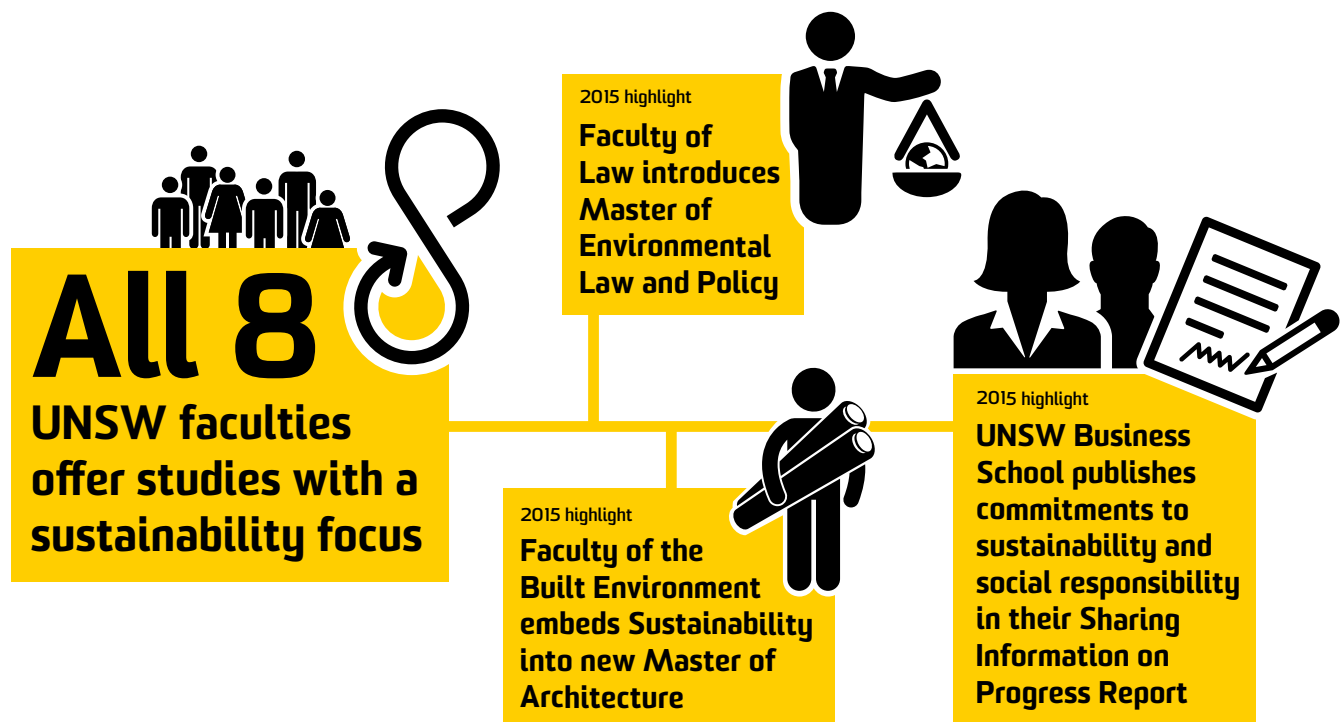 All 8
UNSW faculties
offer studies with a
sustainability focus
2015 highlight
Faculty of
Law introduces
Master of
Environmental
Law and Policy
2015 highlight
Faculty of the
Built Environment
embeds Sustainability
into new Master of
Architecture
2015 highlight
UNSW Business
School publishes
commitments to
sustainability and
social responsibility
in their Sharing
Information on
Progress Report